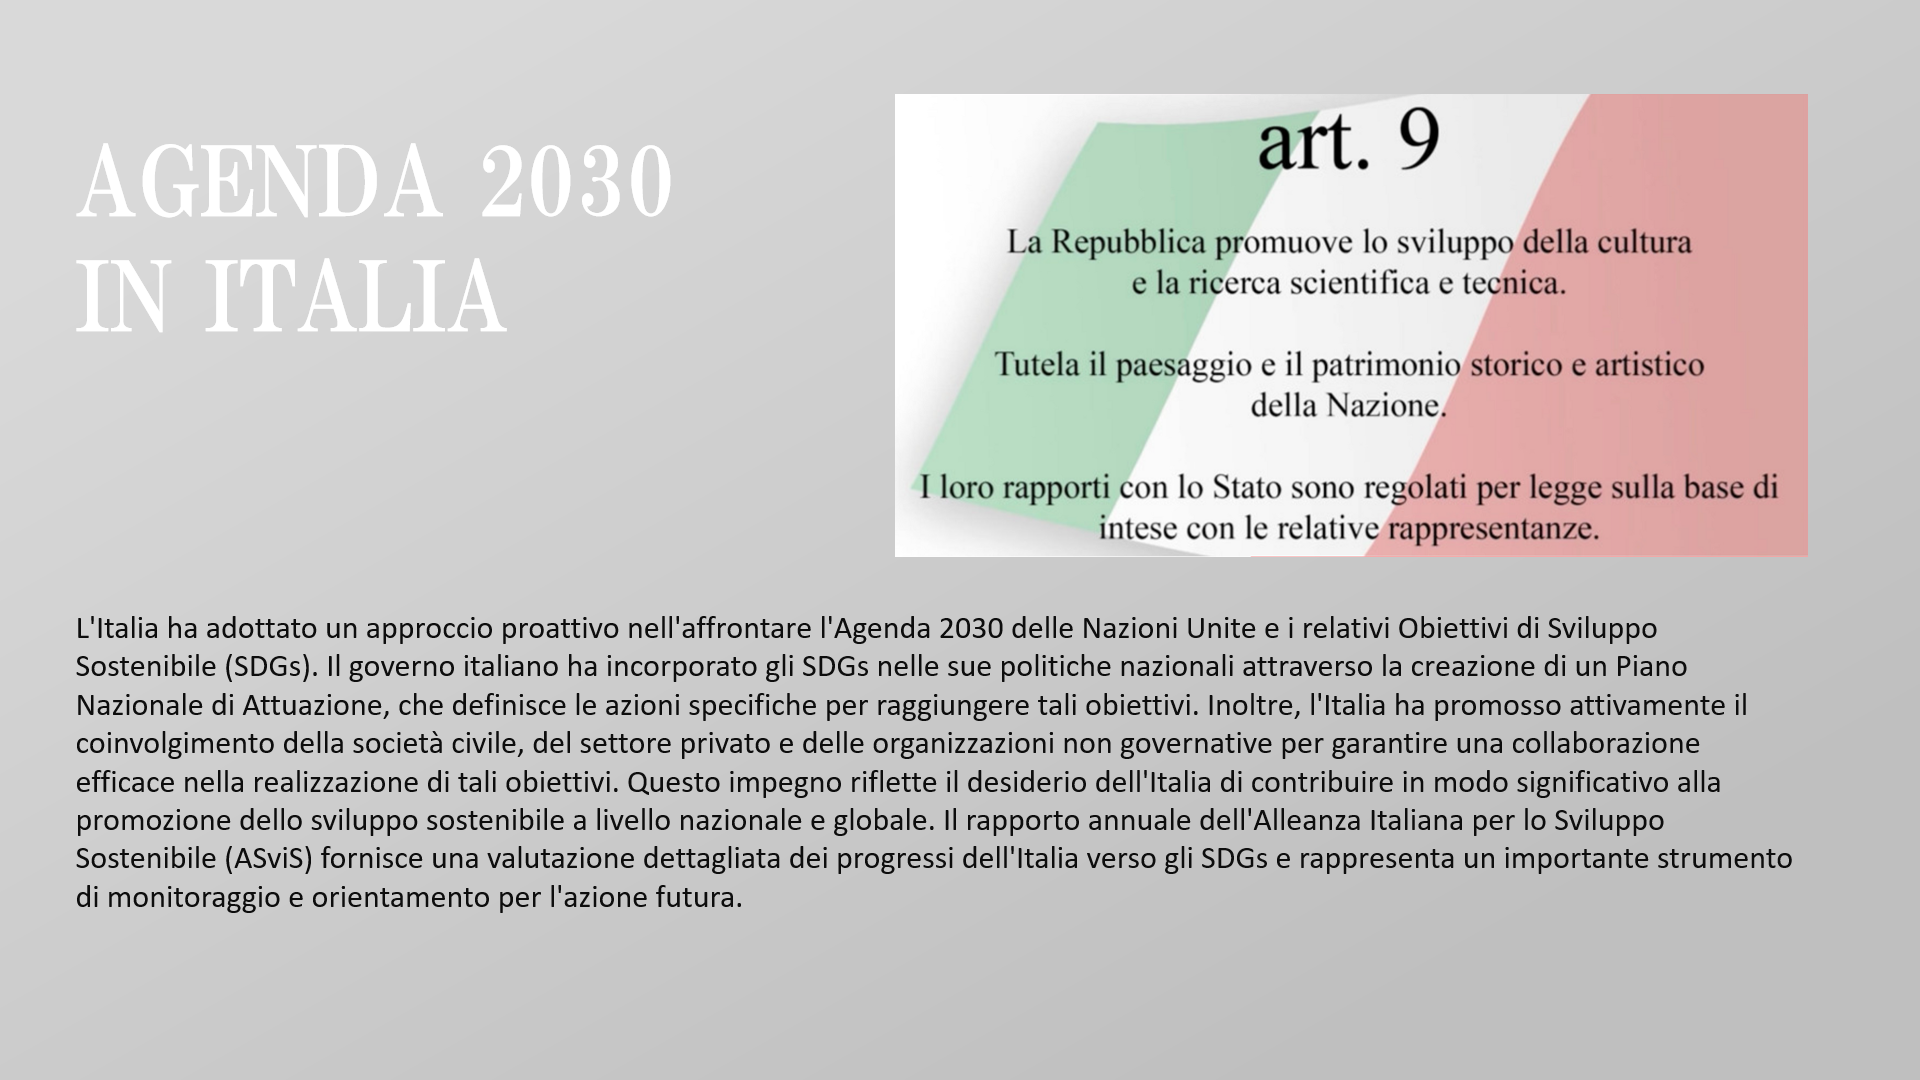 AGENDA 2030
IN ITALIA
art. 9
La Repubblica promuove lo sviluppo della cultura
e la ricerca scientifica e tecnica.
Tutela il paesaggio e il patrimonio storico e artistico
della Nazione.
I loro rapporti con lo Stato sono regolati per legge sulla base di
intese con le relative rappresentanze.
L'Italia ha adottato un approccio proattivo nell'affrontare l'Agenda 2030 delle Nazioni Unite e i relativi Obiettivi di Sviluppo
Sostenibile (SDGs). Il governo italiano ha incorporato gli SDGs nelle sue politiche nazionali attraverso la creazione di un Piano
Nazionale di Attuazione, che definisce le azioni specifiche per raggiungere tali obiettivi. Inoltre, l'Italia ha promosso attivamente il
coinvolgimento della società civile, del settore privato e delle organizzazioni non governative per garantire una collaborazione
efficace nella realizzazione di tali obiettivi. Questo impegno riflette il desiderio dell'Italia di contribuire in modo significativo alla
promozione dello sviluppo sostenibile a livello nazionale e globale. Il rapporto annuale dell'Alleanza Italiana per lo Sviluppo
Sostenibile (ASviS) fornisce una valutazione dettagliata dei progressi dell'Italia verso gli SDGs e rappresenta un importante strumento
di monitoraggio e orientamento per l'azione futura.